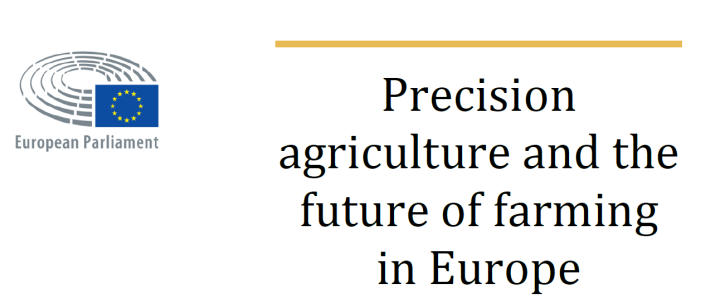 European Parliament
Precision
agriculture and the
future of farming
in Europe